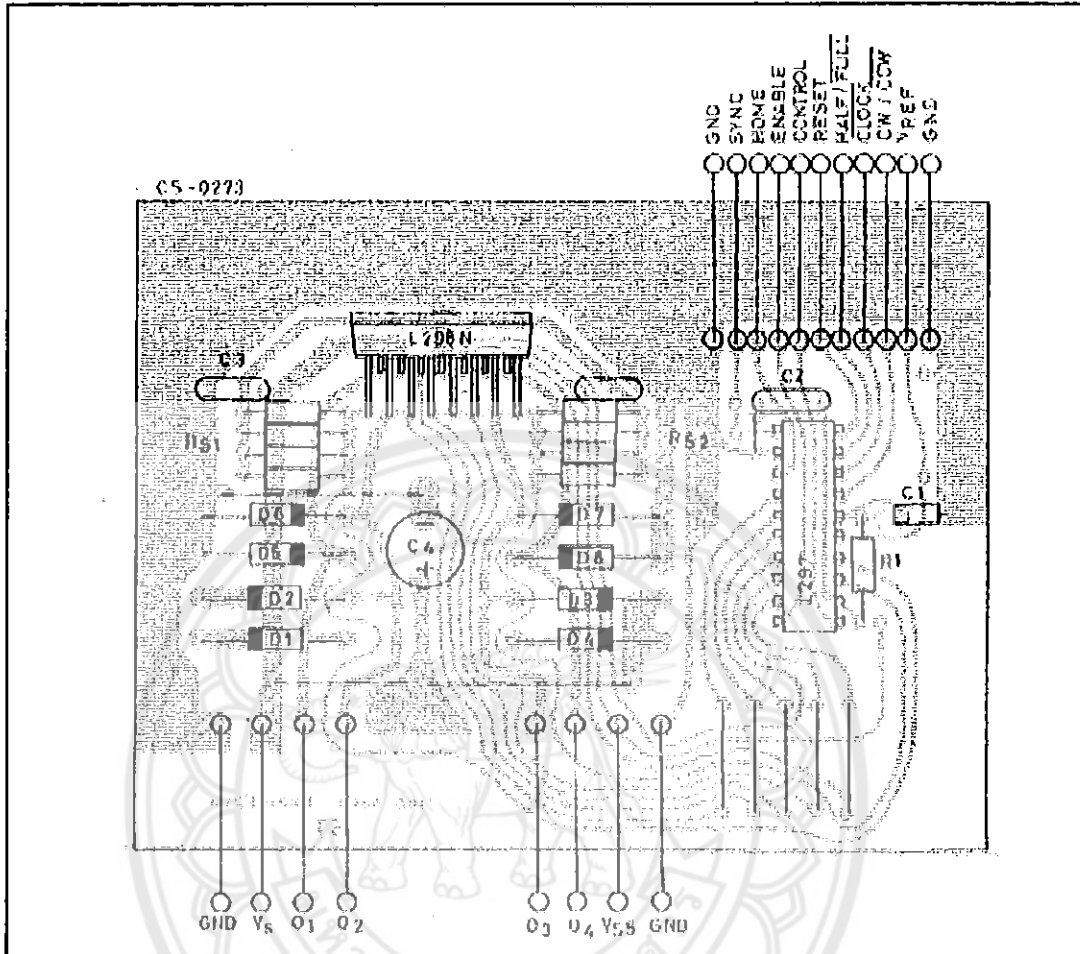 GND
SYNC
HOME
ENABLE
CONTROL
RESET
HALF/FULL
CLOCK
CW/CCW
VREF
GND
CS-0273
L298N
C3
C2
RS1
RS2
C1
D6
D7
C4
D5
D8
L297
R1
D2
D3
D1
D4
GND Vs O1 O2 O3 O4 Vss GND